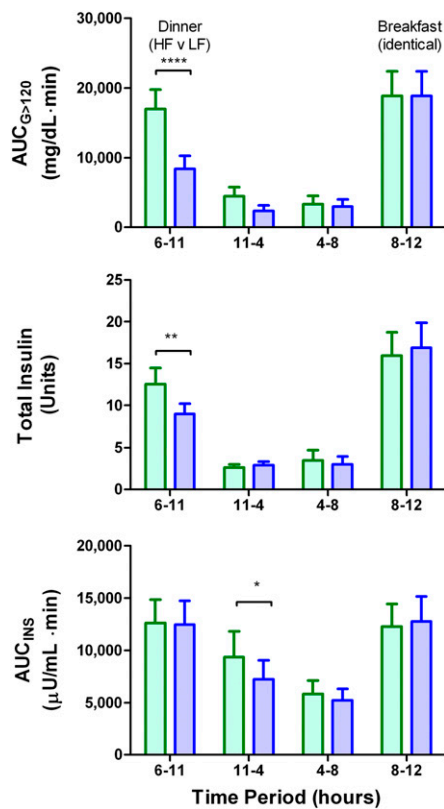 Dinner
(HF v LF)
Breakfast
(identical)
****
AUCG>120
(mg/dL·min)
20,000
10,000
0
30,000
6-11
11-4
4-8
8-12
**
Total Insulin
(Units)
25
20
15
10
5
0
6-11
11-4
4-8
8-12
*
AUCINS
(μU/mL ·min)
20,000
15,000
10,000
5,000
0
6-11
11-4
4-8
8-12
Time Period (hours)